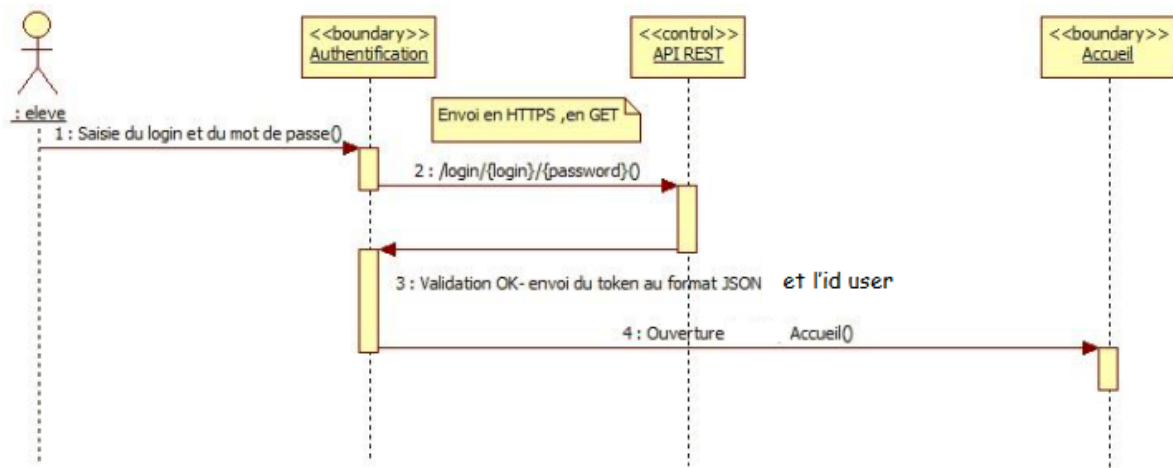 <<boundary>>
Authentification
<<control>>
API REST
<<boundary>>
Accueil
: eleve
Envoi en HTTPS ,en GET
1 : Saisie du login et du mot de passe()
2 : /login/{login}/{password}()
3 : Validation OK- envoi du token au format JSON et l'id user
4 : Ouverture Accueil()